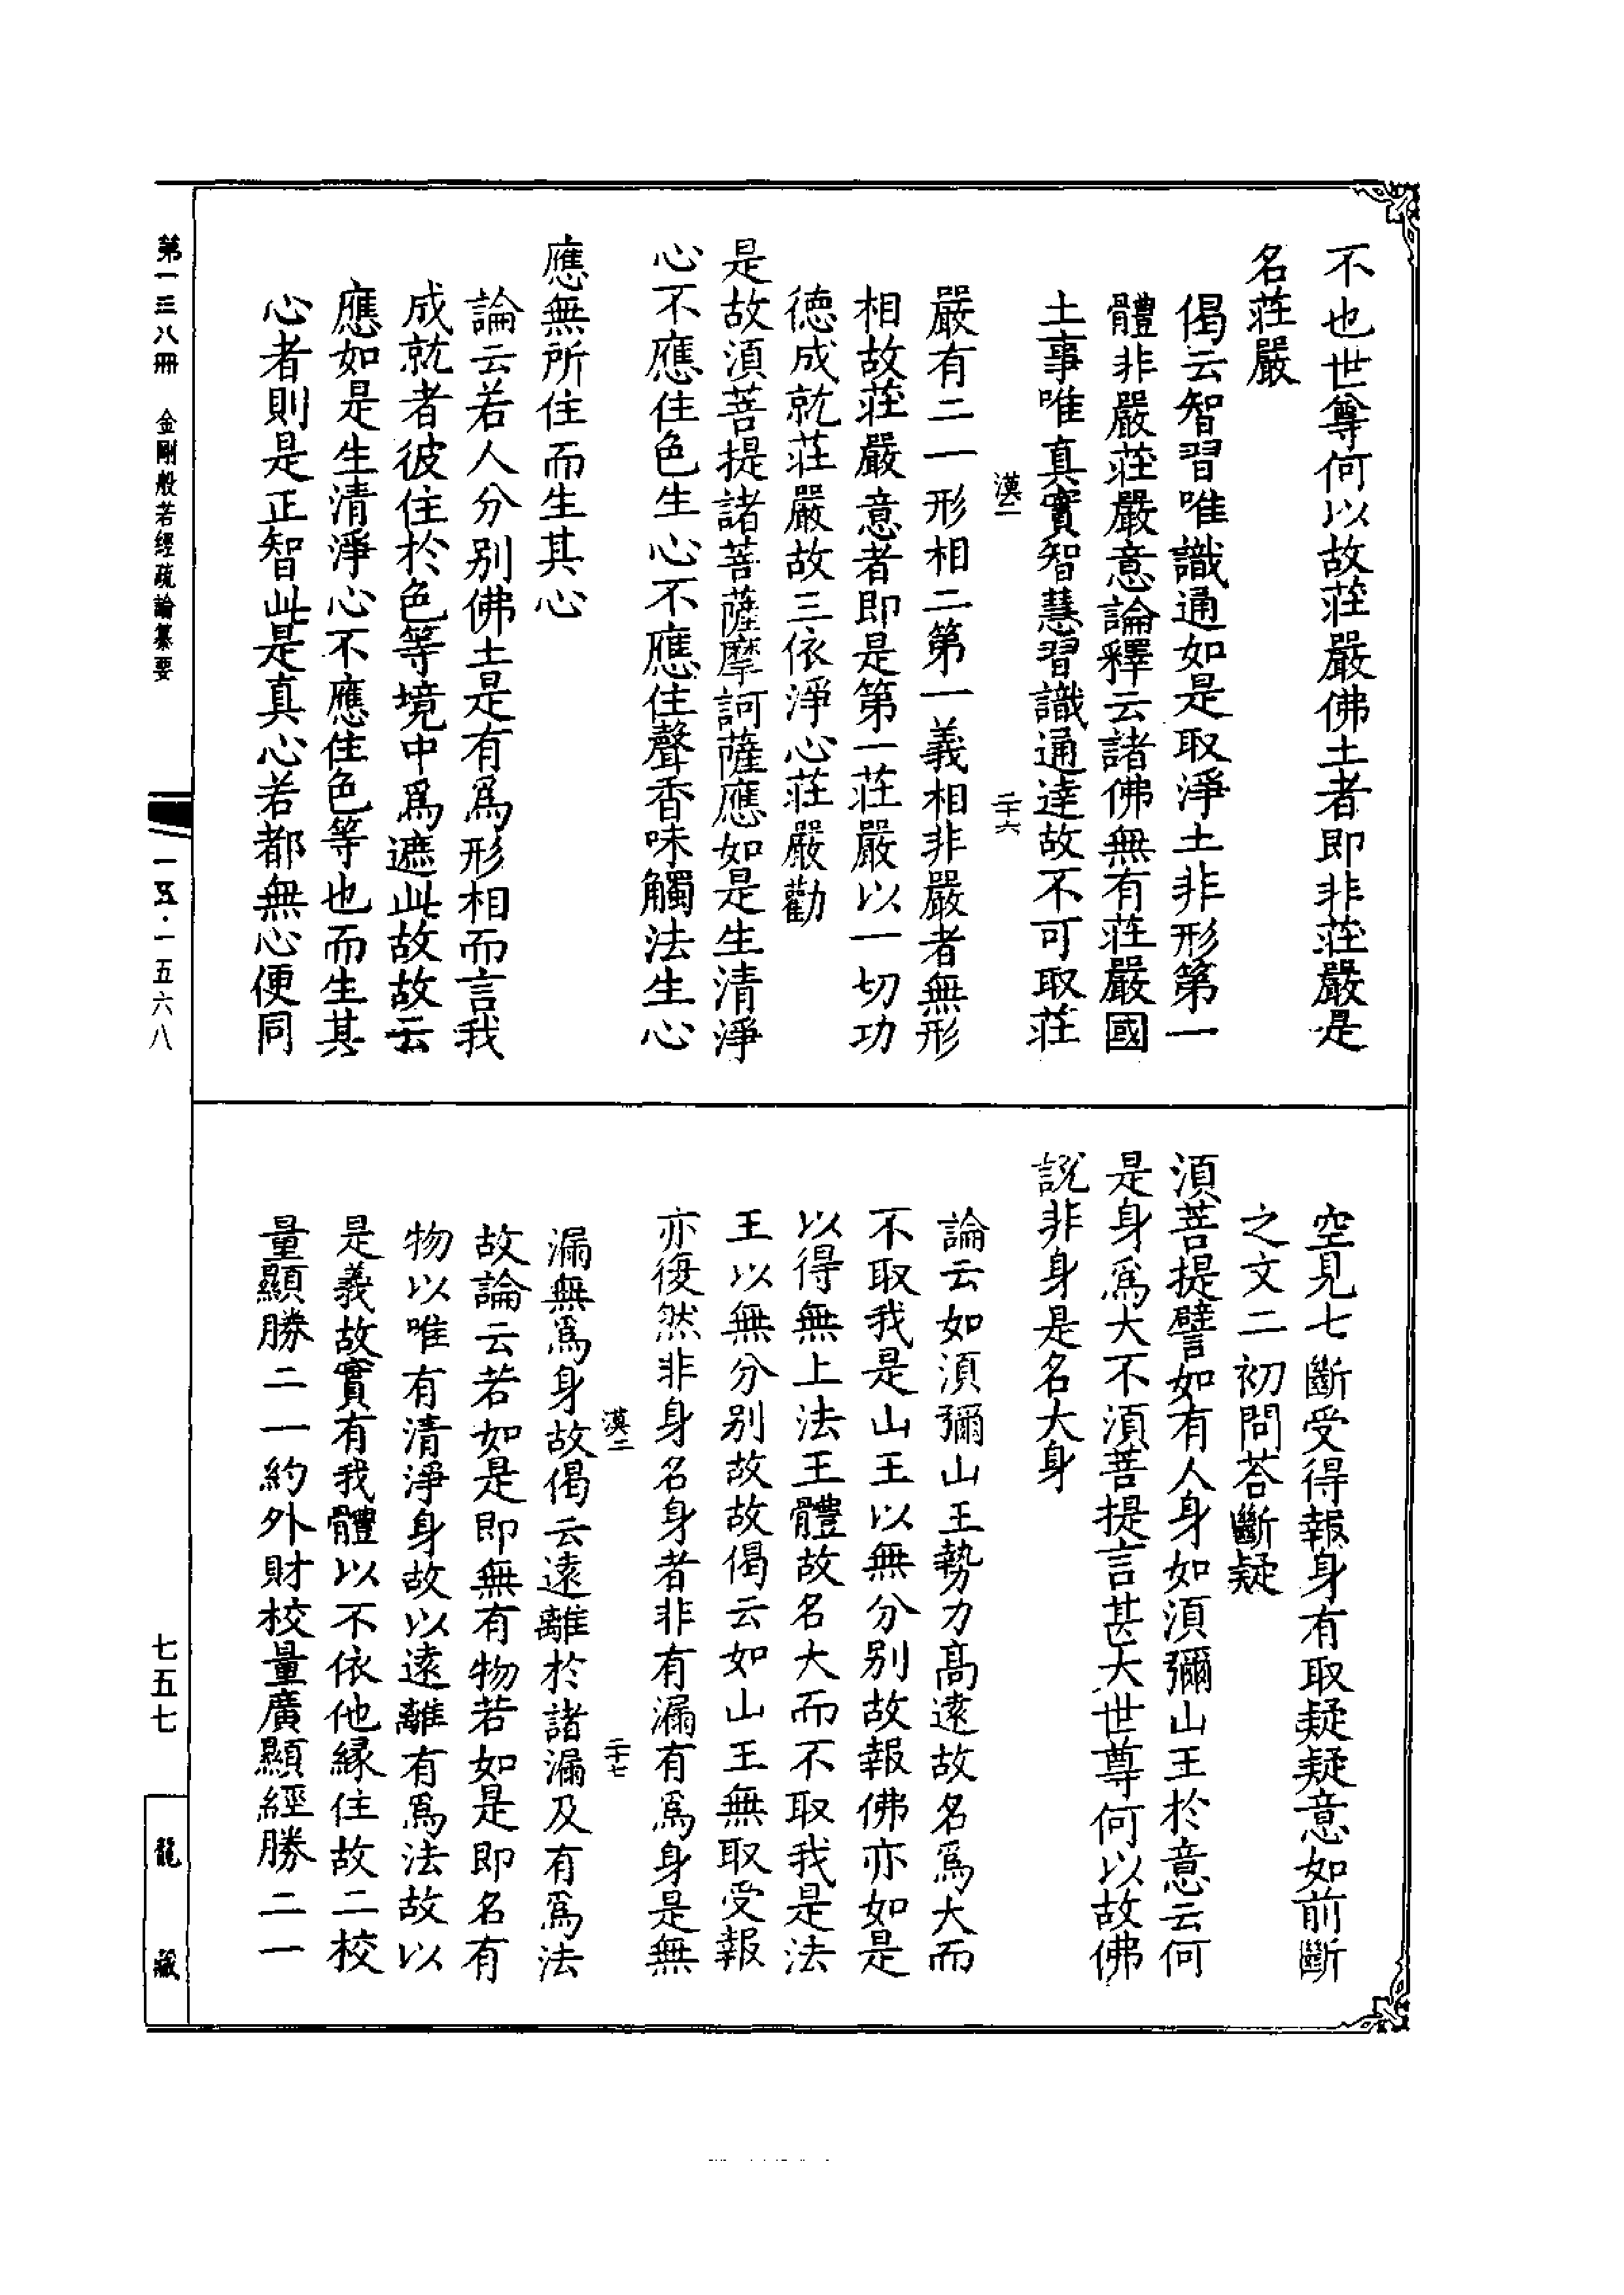 不也世尊何以故莊嚴佛土者即非莊嚴是
名莊嚴
偈云智習唯識通如是取淨土非形第一
體非嚴莊嚴意論釋云諸佛無有莊嚴國
土事唯真實智慧習識通達故不可取莊
漢二 二十六
嚴有二一形相二第一義相非嚴者無形
相故莊嚴意者即是第一莊嚴以一切功
德成就莊嚴故三依淨心莊嚴勸
是故須菩提諸菩薩摩訶薩應如是生清淨
心不應住色生心不應住聲香味觸法生心
應無所住而生其心
論云若人分別佛土是有為形相而言我
成就者彼住於色等境中為遮此故故云
應如是生清淨心不應住色等也而生其
心者則是正智此是真心若都無心便同
空見七斷受得報身有取疑疑意如前斷
之文二初問荅斷疑
須菩提譬如有人身如須彌山王於意云何
是身為大不須菩提言甚大世尊何以故佛
說非身是名大身
論云如須彌山王勢力高遠故名為大而
不取我是山王以無分別故報佛亦如是
以得無上法王體故名大而不取我是法
王以無分別故故偈云如山王無取受報
亦復然非身名身者非有漏有為身是無
漢二 二十七
漏無為身故偈云遠離於諸漏及有為法
故論云若如是即無有物若如是即名有
物以唯有清淨身故以遠離有為法故以
是義故實有我體以不依他緣住故二校
量顯勝二一約外財校量廣顯經勝二一
第一三八冊 金剛般若經疏論纂要
一五·一五六八
七五七
龍藏